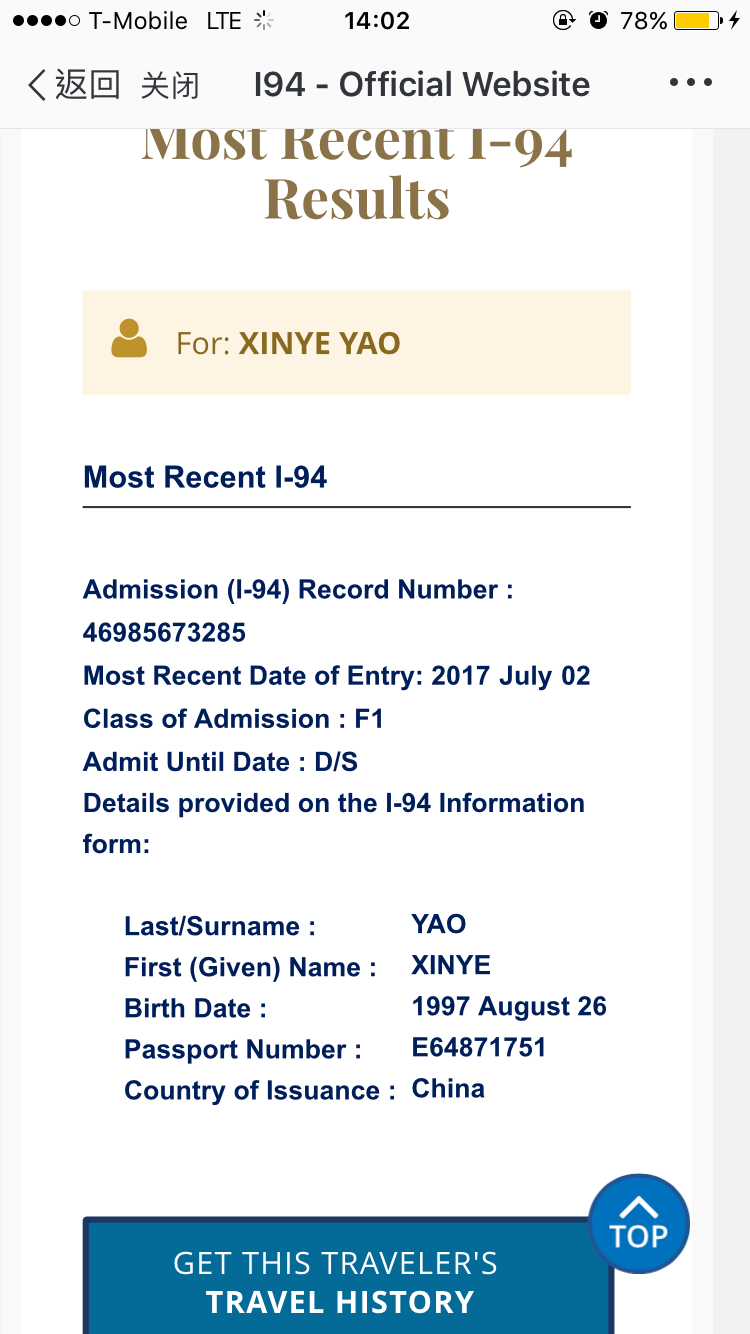 T-Mobile LTE 14:02 78%
返回 关闭 I94 - Official Website
Most Recent I-94
Results
For: XINYE YAO
Most Recent I-94
Admission (I-94) Record Number :
46985673285
Most Recent Date of Entry: 2017 July 02
Class of Admission : F1
Admit Until Date : D/S
Details provided on the I-94 Information
form:
Last/Surname : YAO
First (Given) Name : XINYE
Birth Date : 1997 August 26
Passport Number : E64871751
Country of Issuance : China
TOP
GET THIS TRAVELER'S
TRAVEL HISTORY